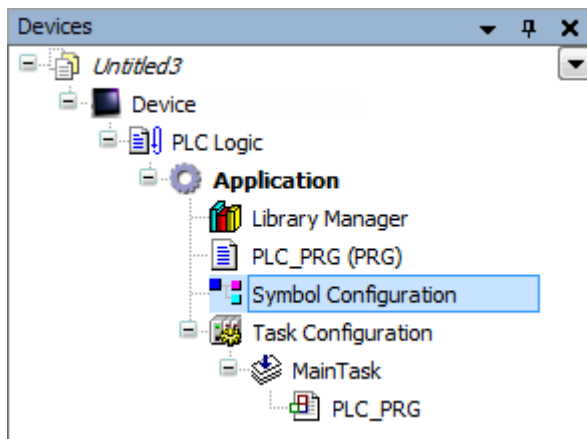 Devices
Untitled3
Device
PLC Logic
Application
Library Manager
PLC_PRG (PRG)
Symbol Configuration
Task Configuration
MainTask
PLC_PRG